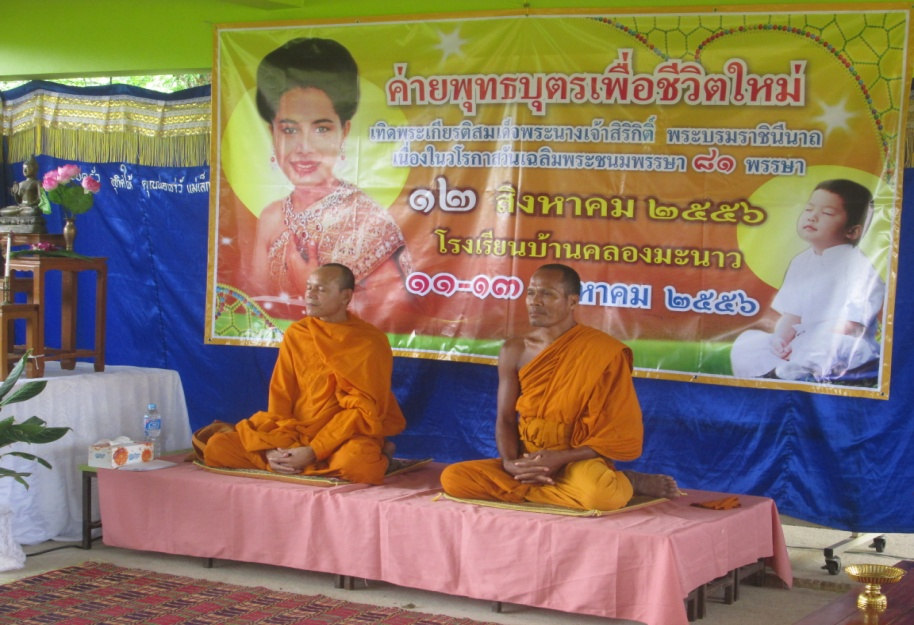 ค่ายพุทธบุตรเพื่อชีวิตใหม่
เทิดพระเกียรติสมเด็จพระนางเจ้าสิริกิติ์ พระบรมราชินีนาถ
เนื่องในวโรกาสวันเฉลิมพระชนมพรรษา ๘๑ พรรษา
๑๒ สิงหาคม ๒๕๕๖
โรงเรียนบ้านคลองมะนาว
๑๑-๑๓ หาคม ๒๕๕๖